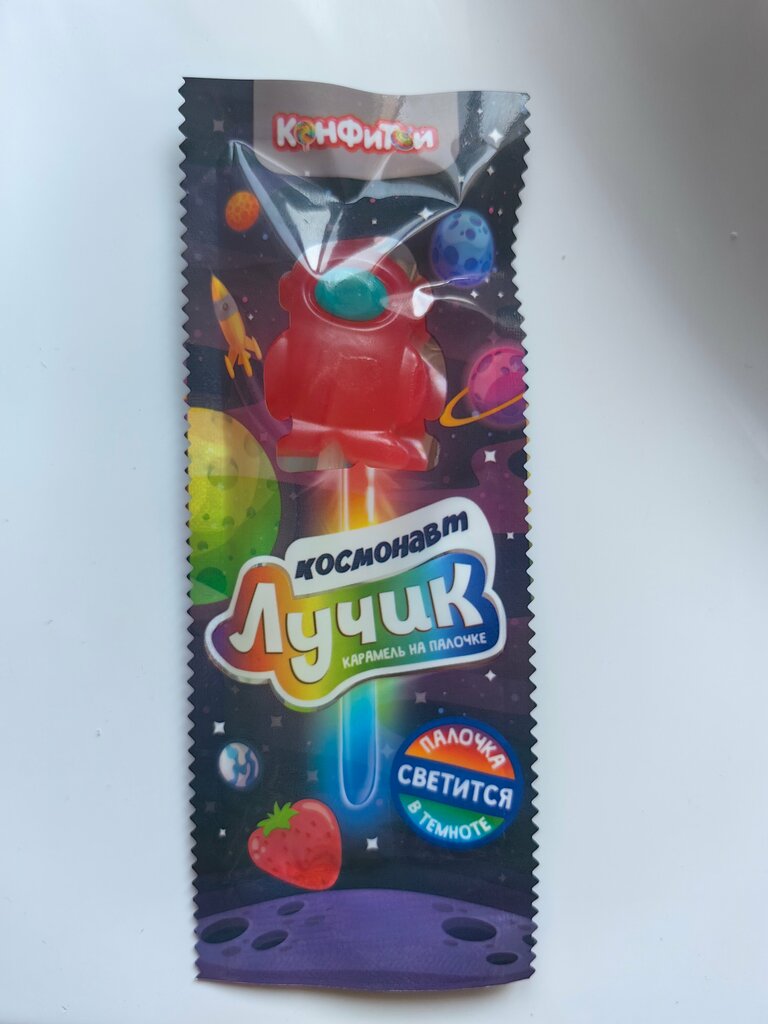 КОНФИТОЙ
КОСМОНАВТ
Лучик
КАРАМЕЛЬ НА ПАЛОЧКЕ
ПАЛОЧКА
СВЕТИТСЯ
В ТЕМНОТЕ